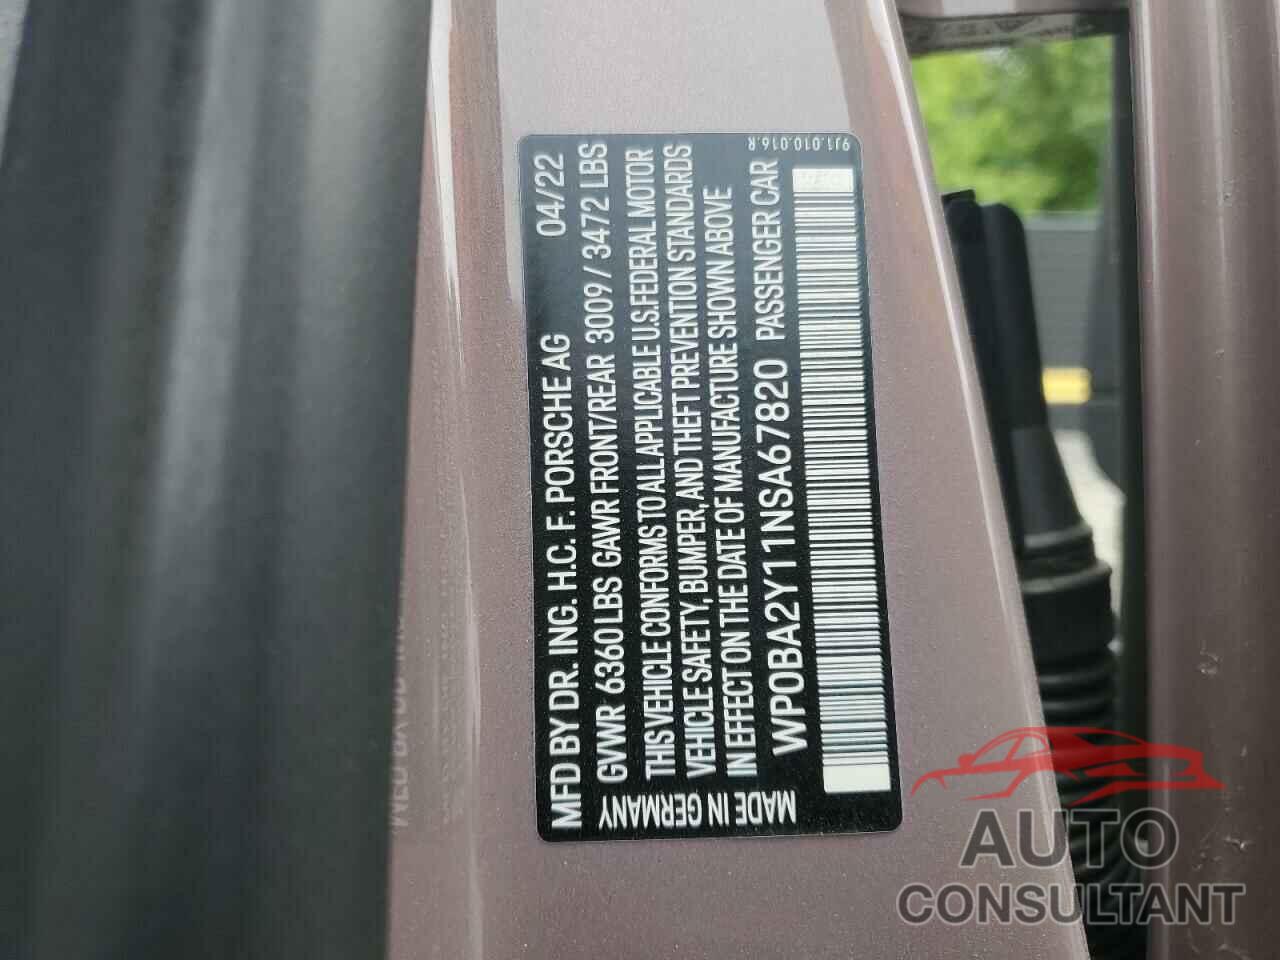 MFD BY DR. ING. H.C. F. PORSCHE AG 04/22
GVWR 6360 LBS GAWR FRONT/REAR 3009 / 3472 LBS
THIS VEHICLE CONFORMS TO ALL APPLICABLE U.S. FEDERAL MOTOR
VEHICLE SAFETY, BUMPER, AND THEFT PREVENTION STANDARDS
IN EFFECT ON THE DATE OF MANUFACTURE SHOWN ABOVE
WP0BA2Y11NSA67820 PASSENGER CAR
MADE IN GERMANY
9J1.010.016.R
AUTO
CONSULTANT